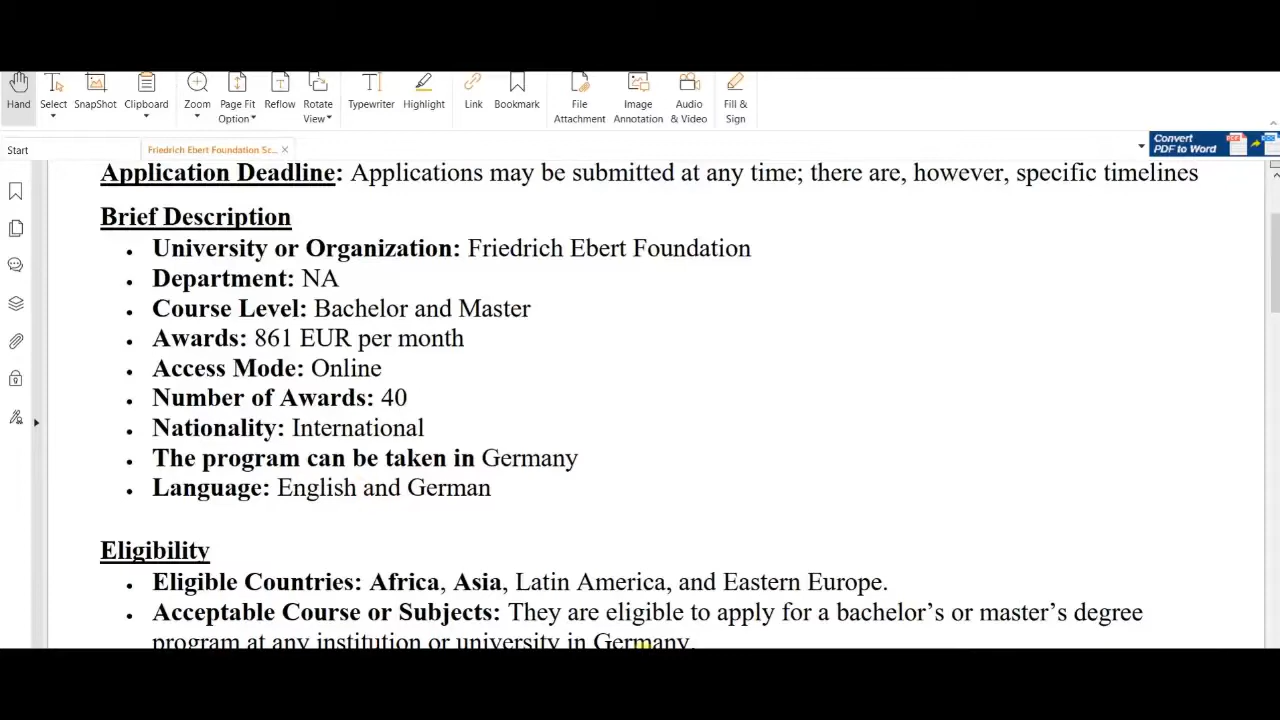 Hand Select SnapShot Clipboard Zoom Page Fit Option Reflow Rotate View Typewriter Highlight Link Bookmark File Attachment Image Annotation Audio & Video Fill & Sign
Start Friedrich Ebert Foundation Sc... Convert PDF to Word
Application Deadline: Applications may be submitted at any time; there are, however, specific timelines
Brief Description
• University or Organization: Friedrich Ebert Foundation
• Department: NA
• Course Level: Bachelor and Master
• Awards: 861 EUR per month
• Access Mode: Online
• Number of Awards: 40
• Nationality: International
• The program can be taken in Germany
• Language: English and German
Eligibility
• Eligible Countries: Africa, Asia, Latin America, and Eastern Europe.
• Acceptable Course or Subjects: They are eligible to apply for a bachelor’s or master’s degree
program at any institution or university in Germany.